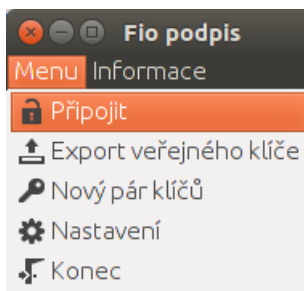 Fio podpis
Menu Informace
Připojit
Export veřejného klíče
Nový pár klíčů
Nastavení
Konec